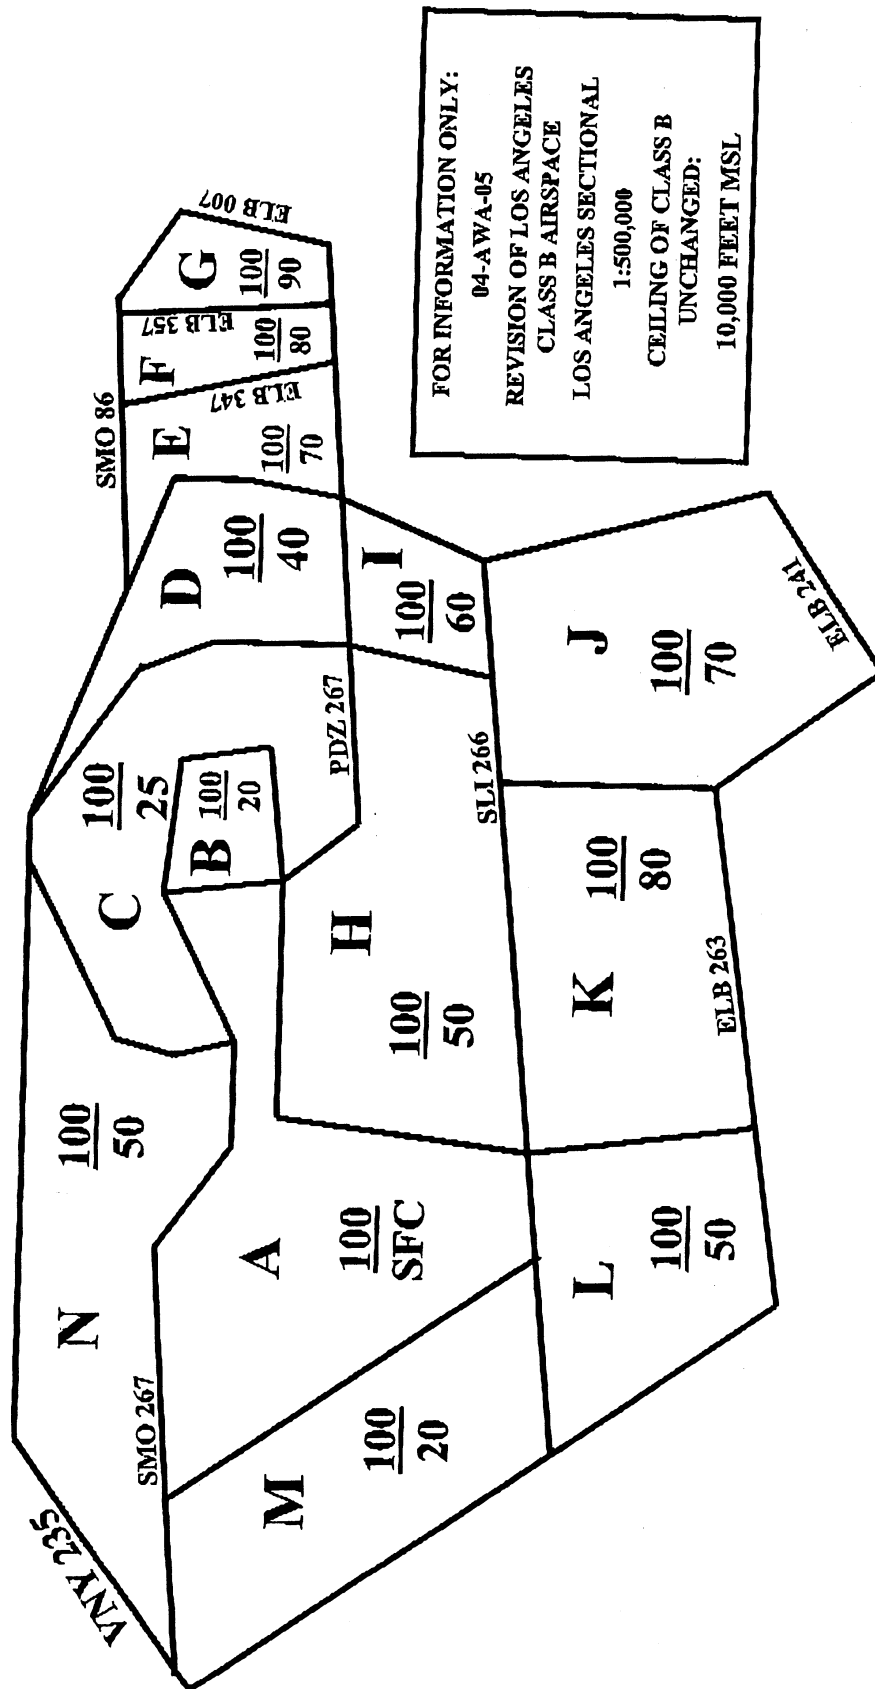 VNY 235
N
100
50
SMO 267
M
100
20
A
100
SFC
C
100
25
B
100
20
D
100
40
SMO 86
E
100
70
ELB 347
F
100
80
ELB 357
G
100
90
ELB 007
PDZ 267
H
100
50
I
100
60
SLI 266
L
100
50
K
100
80
ELB 263
J
100
70
ELB 241
FOR INFORMATION ONLY:
04-AWA-05
REVISION OF LOS ANGELES
CLASS B AIRSPACE
LOS ANGELES SECTIONAL
1:500,000
CEILING OF CLASS B
UNCHANGED:
10,000 FEET MSL